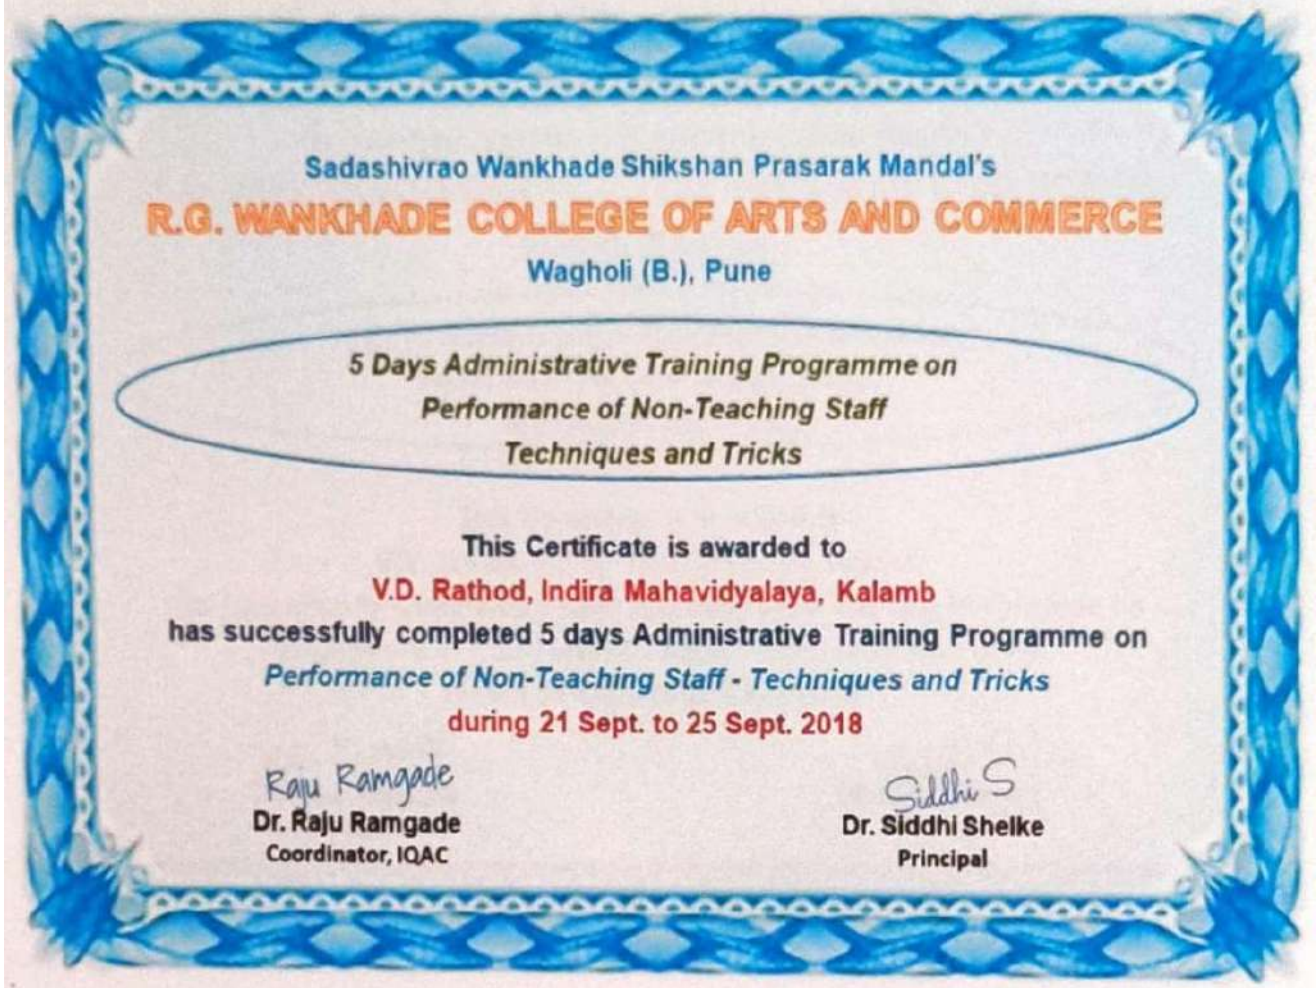 Sadashivrao Wankhade Shikshan Prasarak Mandal's
R.G. WANKHADE COLLEGE OF ARTS AND COMMERCE
Wagholi (B.), Pune
5 Days Administrative Training Programme on
Performance of Non-Teaching Staff
Techniques and Tricks
This Certificate is awarded to
V.D. Rathod, Indira Mahavidyalaya, Kalamb
has successfully completed 5 days Administrative Training Programme on
Performance of Non-Teaching Staff - Techniques and Tricks
during 21 Sept. to 25 Sept. 2018
Raju Ramgade
Siddhi S
Dr. Raju Ramgade
Dr. Siddhi Shelke
Coordinator, IQAC
Principal